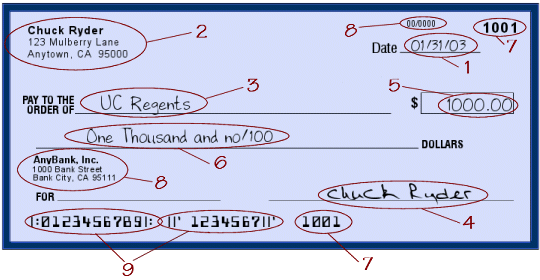 Chuck Ryder
123 Mulberry Lane
Anytown, CA 95000
2
8
00/0000
1001
7
Date 01/31/03
1
3
5
PAY TO THE
ORDER OF UC Regents
$ 1000.00
One Thousand and no/100 DOLLARS
6
AnyBank, Inc.
1000 Bank Street
Bank City, CA 95111
8
FOR
Chuck Ryder
4
|:0123456789|: ||' 1234567||' 1001
9
7